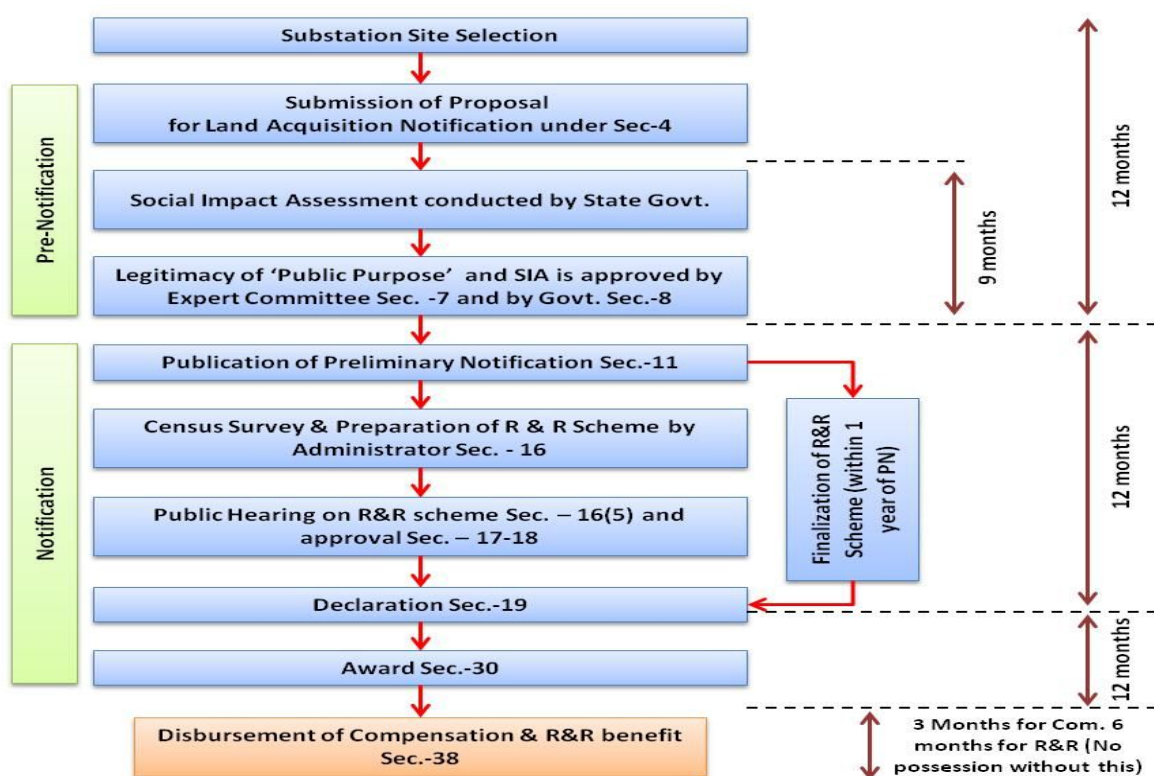 Substation Site Selection
Pre-Notification
Submission of Proposal
for Land Acquisition Notification under Sec-4
Social Impact Assessment conducted by State Govt.
Legitimacy of ‘Public Purpose’ and SIA is approved by
Expert Committee Sec. -7 and by Govt. Sec.-8
9 months
12 months
Notification
Publication of Preliminary Notification Sec.-11
Census Survey & Preparation of R & R Scheme by
Administrator Sec. - 16
Public Hearing on R&R scheme Sec. – 16(5) and
approval Sec. – 17-18
Finalization of R&R
Scheme (within 1
year of PN)
12 months
Declaration Sec.-19
Award Sec.-30
12 months
Disbursement of Compensation & R&R benefit
Sec.-38
3 Months for Com. 6
months for R&R (No
possession without this)